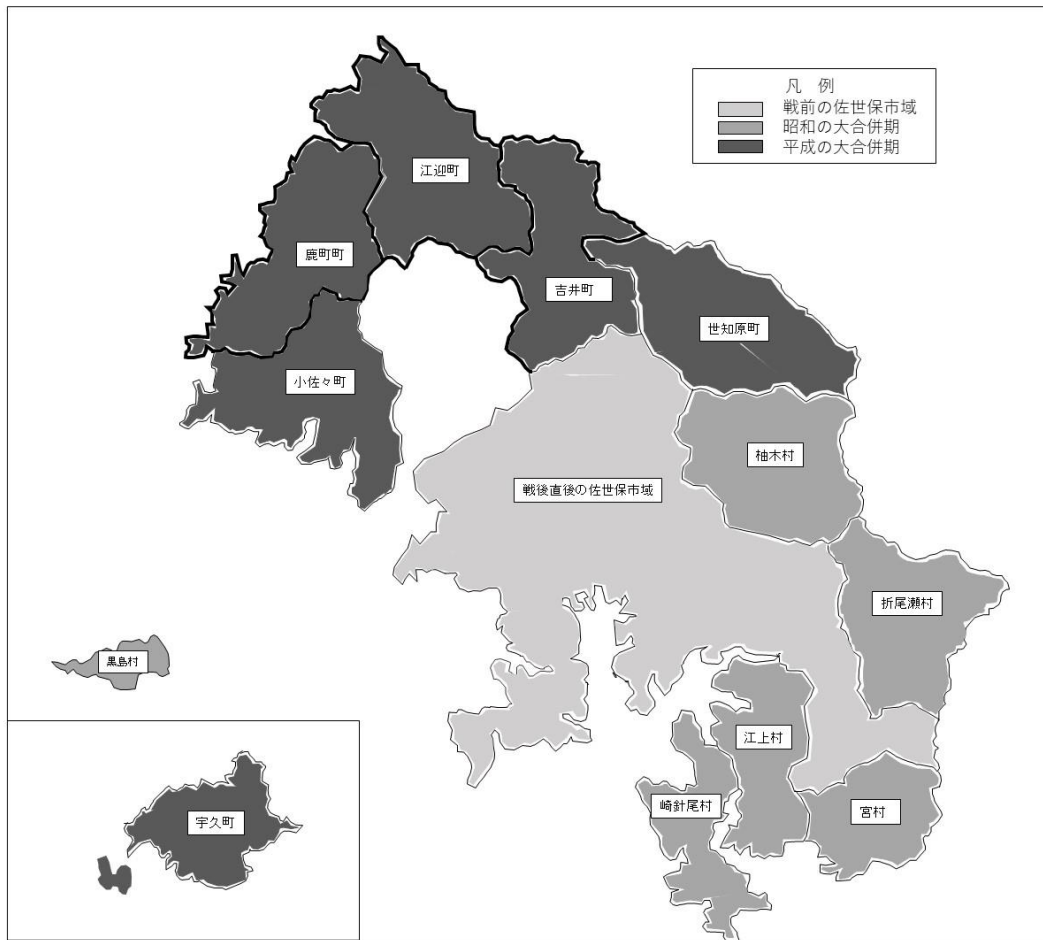 凡 例
戦前の佐世保市域
昭和の大合併期
平成の大合併期
江迎町
鹿町町
吉井町
世知原町
小佐々町
柚木村
戦後直後の佐世保市域
折尾瀬村
黒島村
江上村
崎針尾村
宮村
宇久町